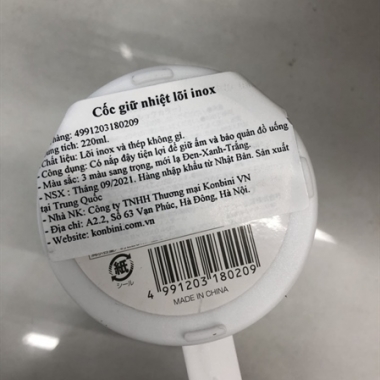 Cốc giữ nhiệt lõi inox
hàng: 4991203180209
tích: 220ml.
Chất liệu: Lõi inox và thép không gỉ.
- Công dụng: Có nắp đậy tiện lợi để giữ ấm và bảo quản đồ uống
- Màu sắc: 3 màu sang trọng, mới lạ Đen-Xanh-Trắng.
- NSX : Tháng 09/2021. Hàng nhập khẩu từ Nhật Bản. Sản xuất
tại Trung Quốc
- Nhà NK: Công ty TNHH Thương mại Konbini VN
- Địa chỉ: A2.2, Số 63 Vạn Phúc, Hà Đông, Hà Nội.
- Website: konbini.com.vn
紙
シール
4 991203 180209
MADE IN CHINA